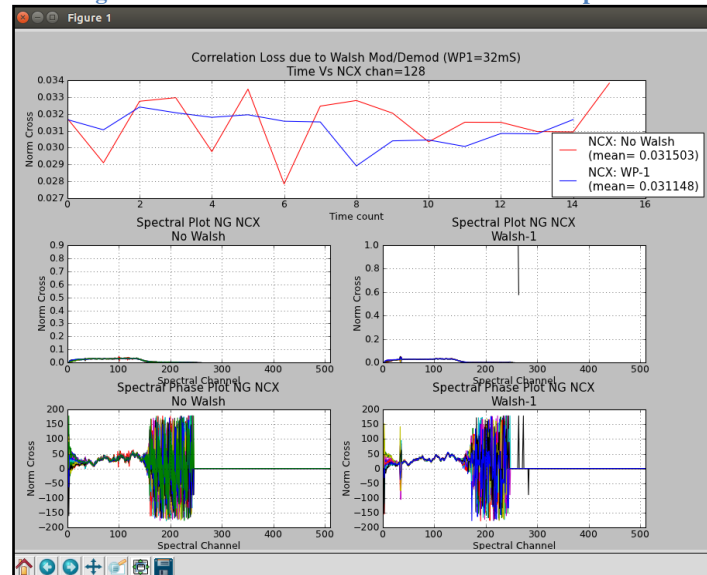 Figure 1
Correlation Loss due to Walsh Mod/Demod (WP1=32mS)
Time Vs NCX chan=128
0.034
0.033
0.032
0.031
0.030
0.029
0.028
0.027
Norm Cross
0 2 4 6 8 10 12 14 16
Time count
NCX: No Walsh
(mean= 0.031503)
NCX: WP-1
(mean= 0.031148)
Spectral Plot NG NCX
No Walsh
0.9
0.8
0.7
0.6
0.5
0.4
0.3
0.2
0.1
0.0
Norm Cross
0 100 200 300 400 500
Spectral Channel
Spectral Plot NG NCX
Walsh-1
1.0
0.8
0.6
0.4
0.2
0.0
Norm Cross
0 100 200 300 400 500
Spectral Channel
Spectral Phase Plot NG NCX
No Walsh
200
150
100
50
0
−50
−100
−150
−200
Norm Cross
0 100 200 300 400 500
Spectral Channel
Spectral Phase Plot NG NCX
Walsh-1
200
150
100
50
0
−50
−100
−150
−200
Norm Cross
0 100 200 300 400 500
Spectral Channel